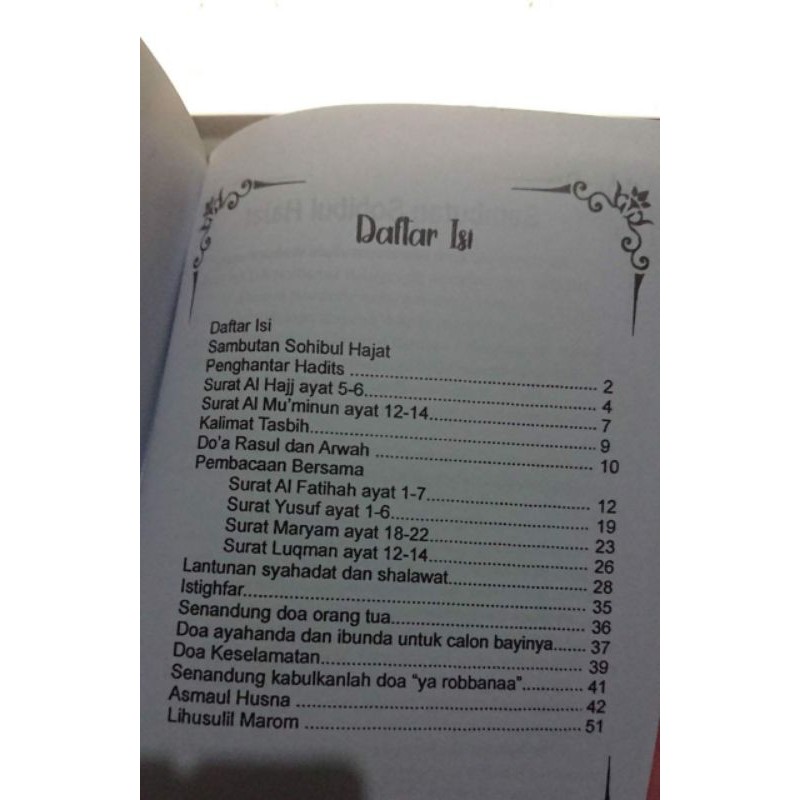 Daftar Isi
Daftar Isi
Sambutan Sohibul Hajat
Penghantar Hadits ........ 2
Surat Al Hajj ayat 5-6........ 4
Surat Al Mu'minun ayat 12-14........ 7
Kalimat Tasbih........ 9
Do'a Rasul dan Arwah ........ 10
Pembacaan Bersama
Surat Al Fatihah ayat 1-7........ 12
Surat Yusuf ayat 1-6........ 19
Surat Maryam ayat 18-22........ 23
Surat Luqman ayat 12-14........ 26
Lantunan syahadat dan shalawat........ 28
Istighfar........ 35
Senandung doa orang tua........ 36
Doa ayahanda dan ibunda untuk calon bayinya....... 37
Doa Keselamatan........ 39
Senandung kabulkanlah doa "ya robbanaa"........ 41
Asmaul Husna ........ 42
Lihusulil Marom ........ 51